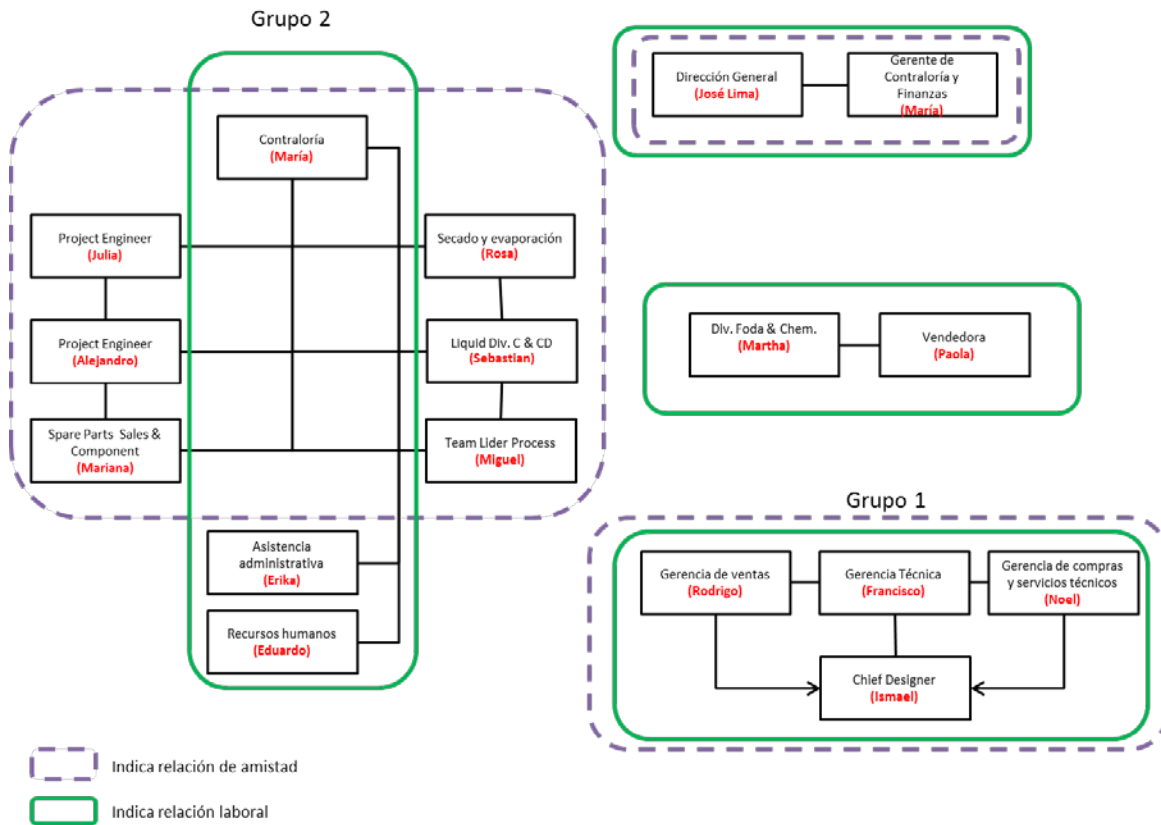 Grupo 2
Contraloría
(María)
Project Engineer
(Julia)
Secado y evaporación
(Rosa)
Project Engineer
(Alejandro)
Liquid Div. C & CD
(Sebastian)
Spare Parts Sales &
Component
(Mariana)
Team Lider Process
(Miguel)
Asistencia
administrativa
(Erika)
Recursos humanos
(Eduardo)
Dirección General
(José Lima)
Gerente de
Contraloría y
Finanzas
(María)
Div. Foda & Chem.
(Martha)
Vendedora
(Paola)
Grupo 1
Gerencia de ventas
(Rodrigo)
Gerencia Técnica
(Francisco)
Gerencia de compras
y servicios técnicos
(Noel)
Chief Designer
(Ismael)
Indica relación de amistad
Indica relación laboral